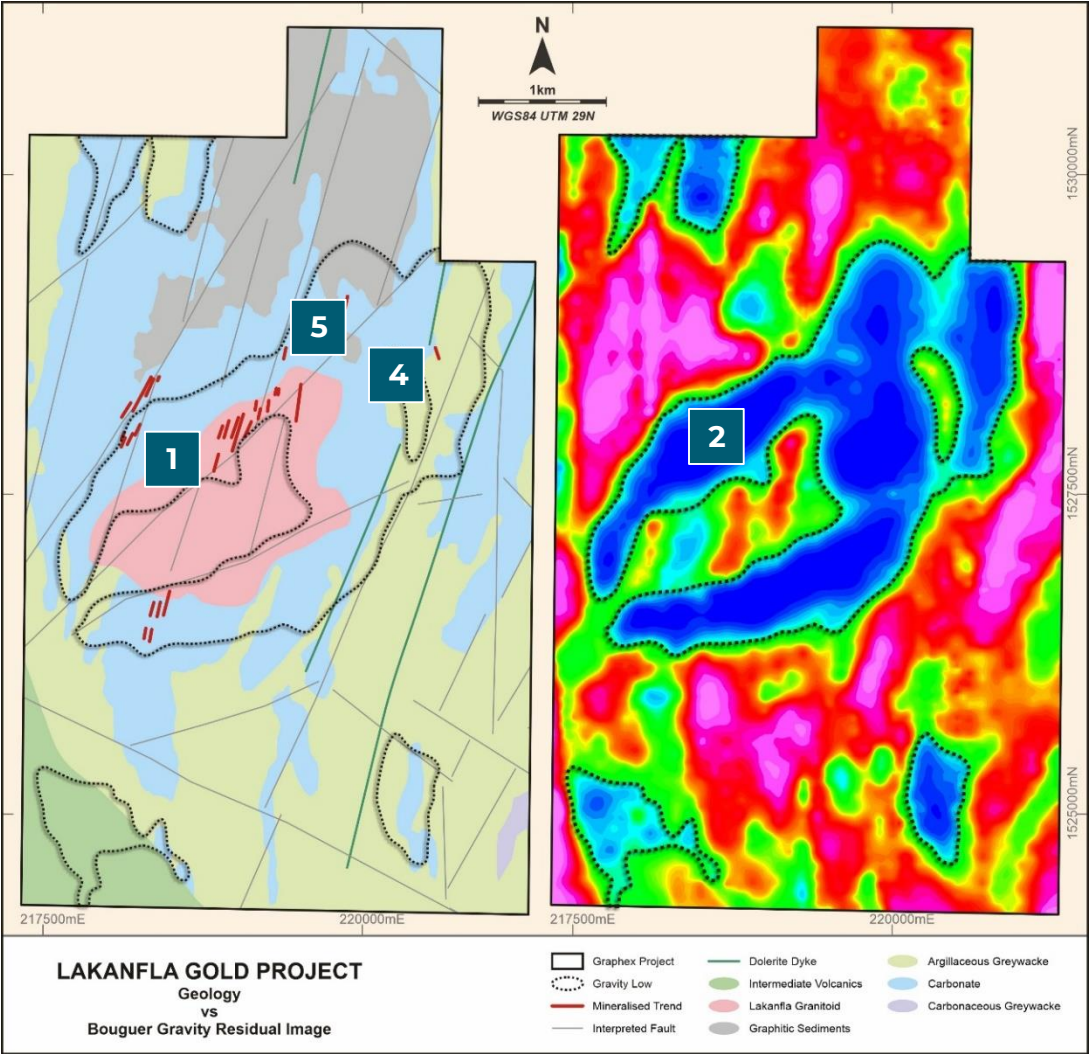 N
1km
WGS84 UTM 29N
1530000mN
5
4
2
1
1527500mN
1525000mN
217500mE
220000mE
217500mE
220000mE
LAKANFLA GOLD PROJECT
Geology
vs
Bouguer Gravity Residual Image
Graphex Project
Gravity Low
Mineralised Trend
Interpreted Fault
Dolerite Dyke
Intermediate Volcanics
Lakanfla Granitoid
Graphitic Sediments
Argillaceous Greywacke
Carbonate
Carbonaceous Greywacke